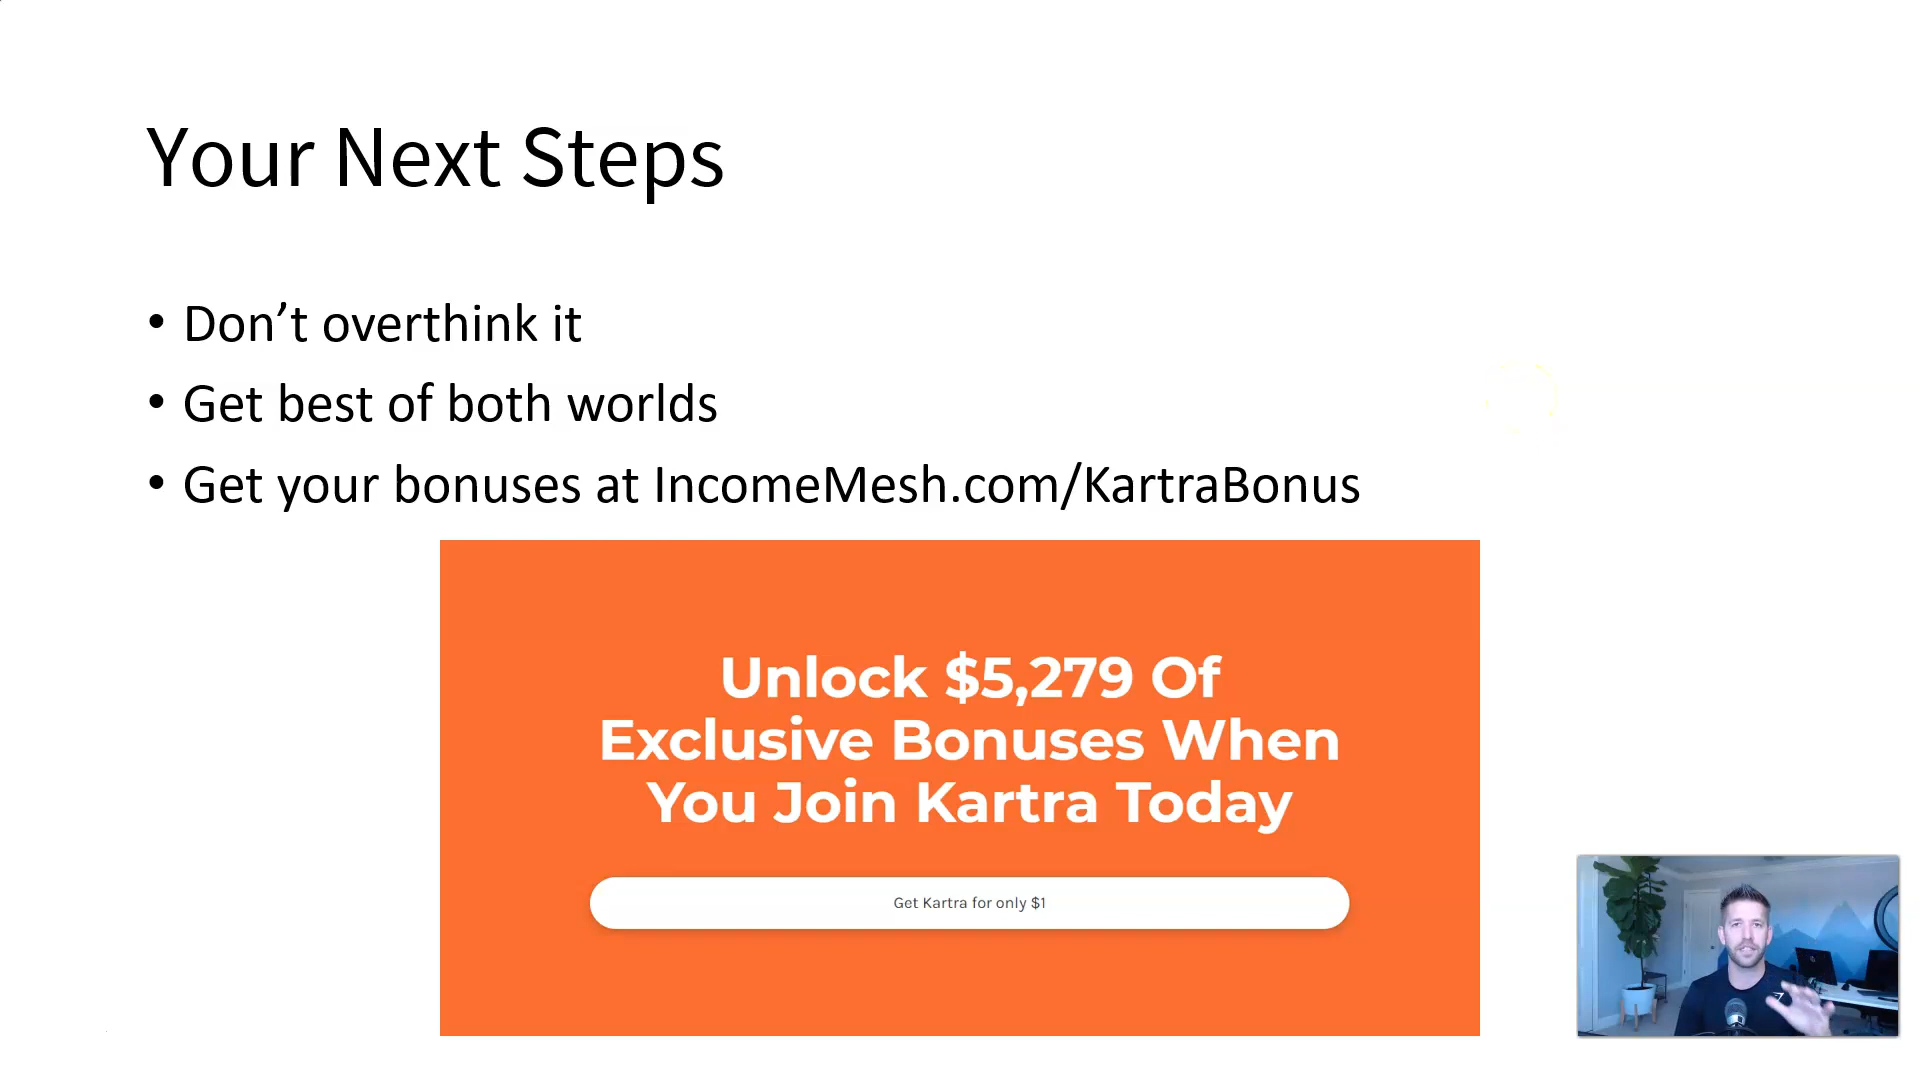 Your Next Steps
• Don’t overthink it
• Get best of both worlds
• Get your bonuses at IncomeMesh.com/KartraBonus
Unlock $5,279 Of
Exclusive Bonuses When
You Join Kartra Today
Get Kartra for only $1